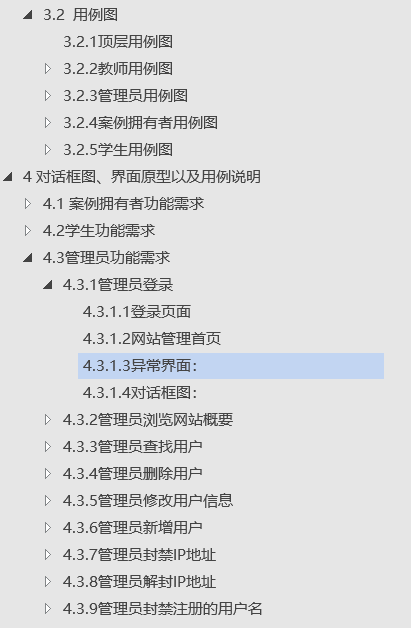 3.2  用例图
3.2.1顶层用例图
3.2.2教师用例图
3.2.3管理员用例图
3.2.4案例拥有者用例图
3.2.5学生用例图
4 对话框图、界面原型以及用例说明
4.1 案例拥有者功能需求
4.2学生功能需求
4.3管理员功能需求
4.3.1管理员登录
4.3.1.1登录页面
4.3.1.2网站管理首页
4.3.1.3异常界面：
4.3.1.4对话框图：
4.3.2管理员浏览网站概要
4.3.3管理员查找用户
4.3.4管理员删除用户
4.3.5管理员修改用户信息
4.3.6管理员新增用户
4.3.7管理员封禁IP地址
4.3.8管理员解封IP地址
4.3.9管理员封禁注册的用户名